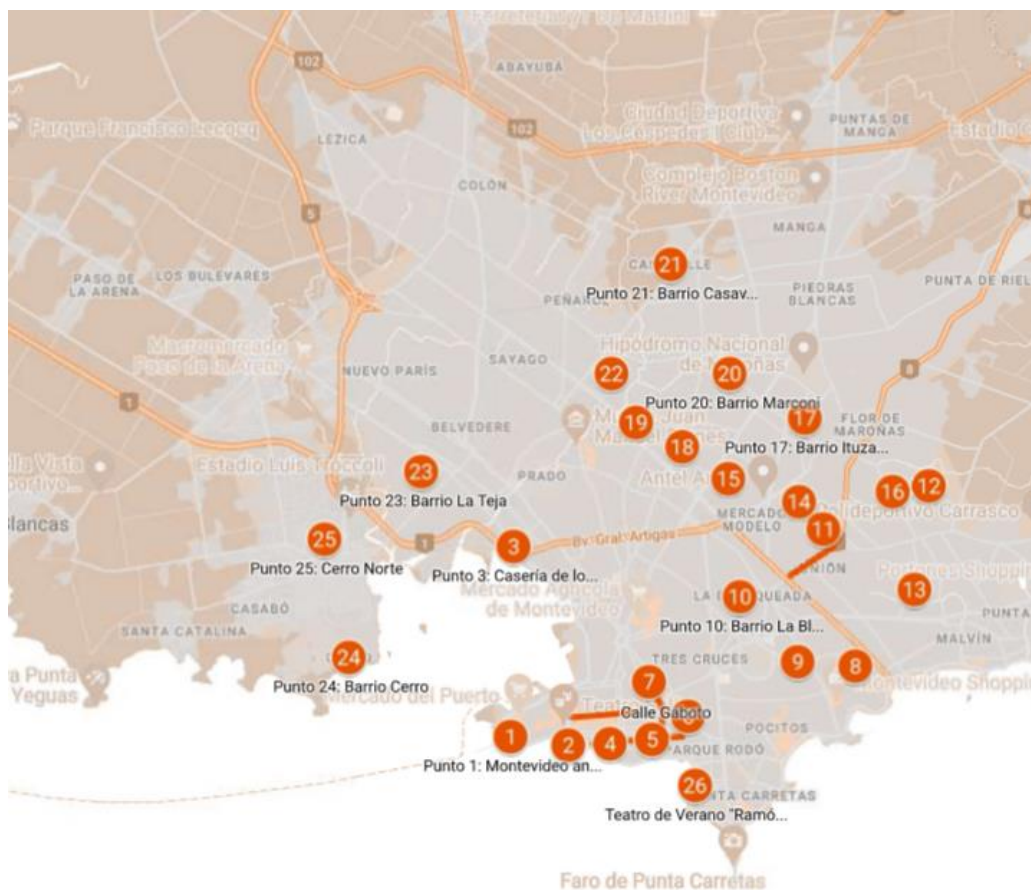 102
ABAYUBÁ
Parque Francisco Lecocq
LEZICA
102
Ciudad Deportiva
Los Céspedes | Club...
PUNTAS DE
MANGA
5
COLÓN
Complejo Boston
River Montevideo
MANGA
PASO DE
LA ARENA
LOS BULEVARES
21
Punto 21: Barrio Casav...
PIEDRAS
BLANCAS
PUNTA DE RIEL
Macromercado
Paso de la Arena
NUEVO PARÍS
SAYAGO
22
Hipódromo Nacional
de Maroñas
20
8
1
Punto 20: Barrio Marconi
BELVEDERE
19
17
FLOR DE
MAROÑAS
18
Punto 17: Barrio Ituza...
Estadio Luis Tróccoli
23
PRADO
15
Punto 23: Barrio La Teja
16
12
14
MERCADO
MODELO
Polideportivo Carrasco
11
Blancas
25
1
3
Bv. Gral. Artigas
Punto 25: Cerro Norte
Punto 3: Casería de lo...
Mercado Agrícola
de Montevideo
13
CASABÓ
10
Punto 10: Barrio La Bl...
SANTA CATALINA
MALVÍN
24
TRES CRUCES
9
8
Punta
Yeguas
Punto 24: Barrio Cerro
Mercado del Puerto
7
Montevideo Shoppin
Calle Gaboto
1
2
4
5
POCITOS
PARQUE RODÓ
Punto 1: Montevideo an...
26
Teatro de Verano "Ramó...
Faro de Punta Carretas